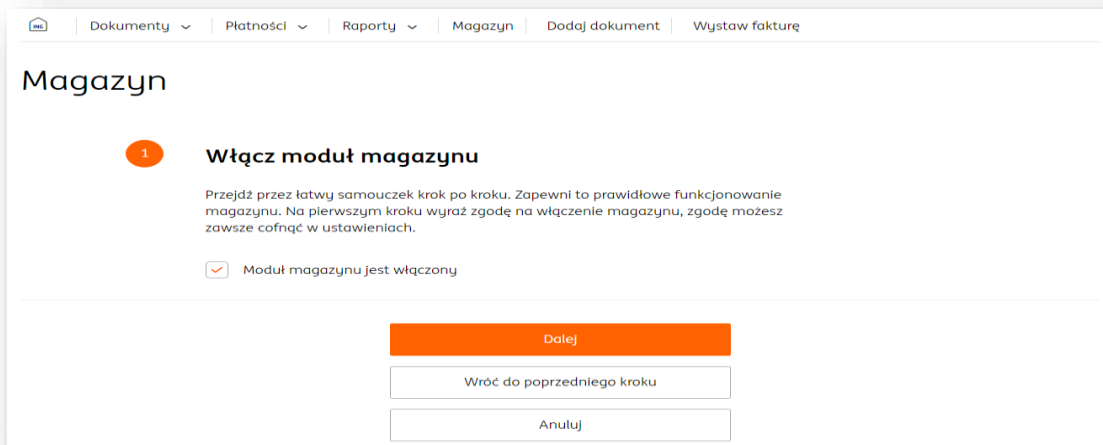 ING Dokumenty Płatności Raporty Magazyn Dodaj dokument Wystaw fakturę
Magazyn
1 Włącz moduł magazynu
Przejdź przez łatwy samouczek krok po kroku. Zapewni to prawidłowe funkcjonowanie
magazynu. Na pierwszym kroku wyraź zgodę na włączenie magazynu, zgodę możesz
zawsze cofnąć w ustawieniach.
Moduł magazynu jest włączony
Dalej
Wróć do poprzedniego kroku
Anuluj